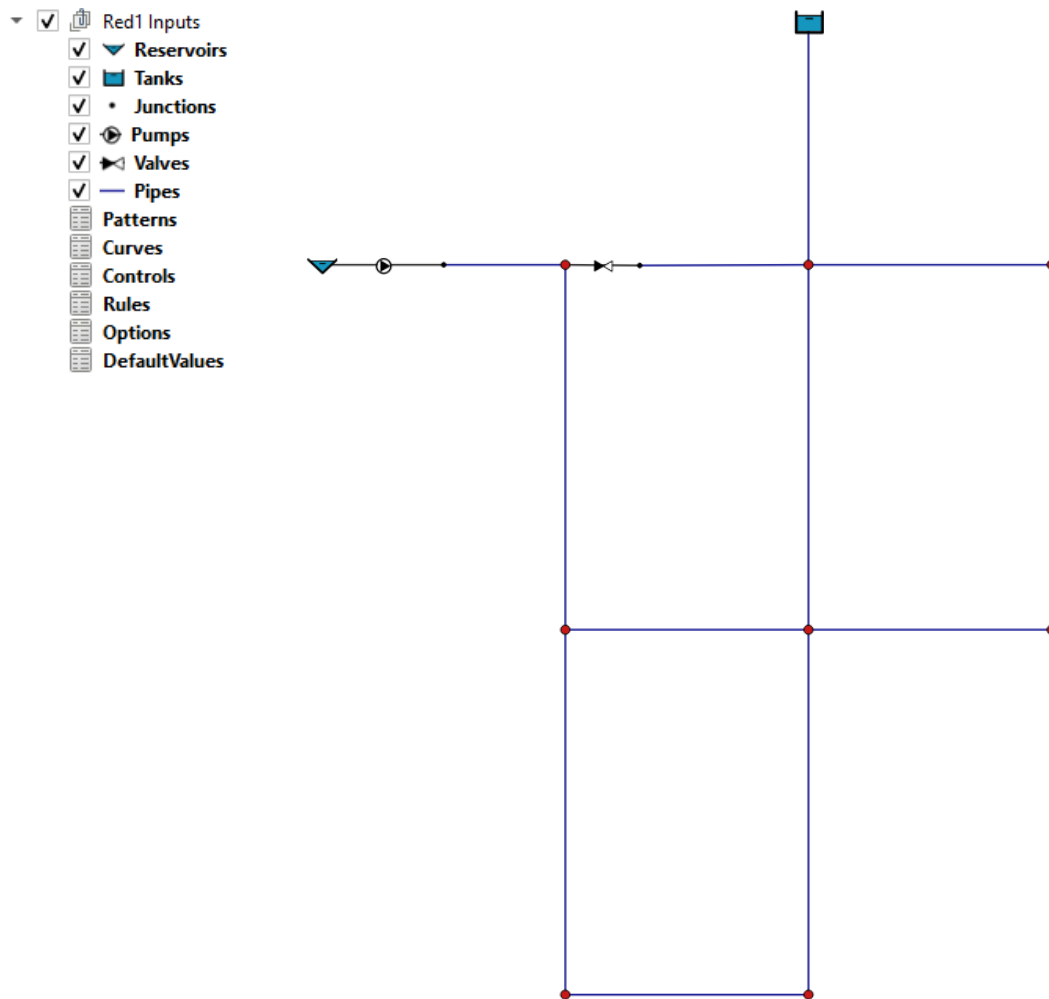 Red1 Inputs
Reservoirs
Tanks
Junctions
Pumps
Valves
Pipes
Patterns
Curves
Controls
Rules
Options
DefaultValues